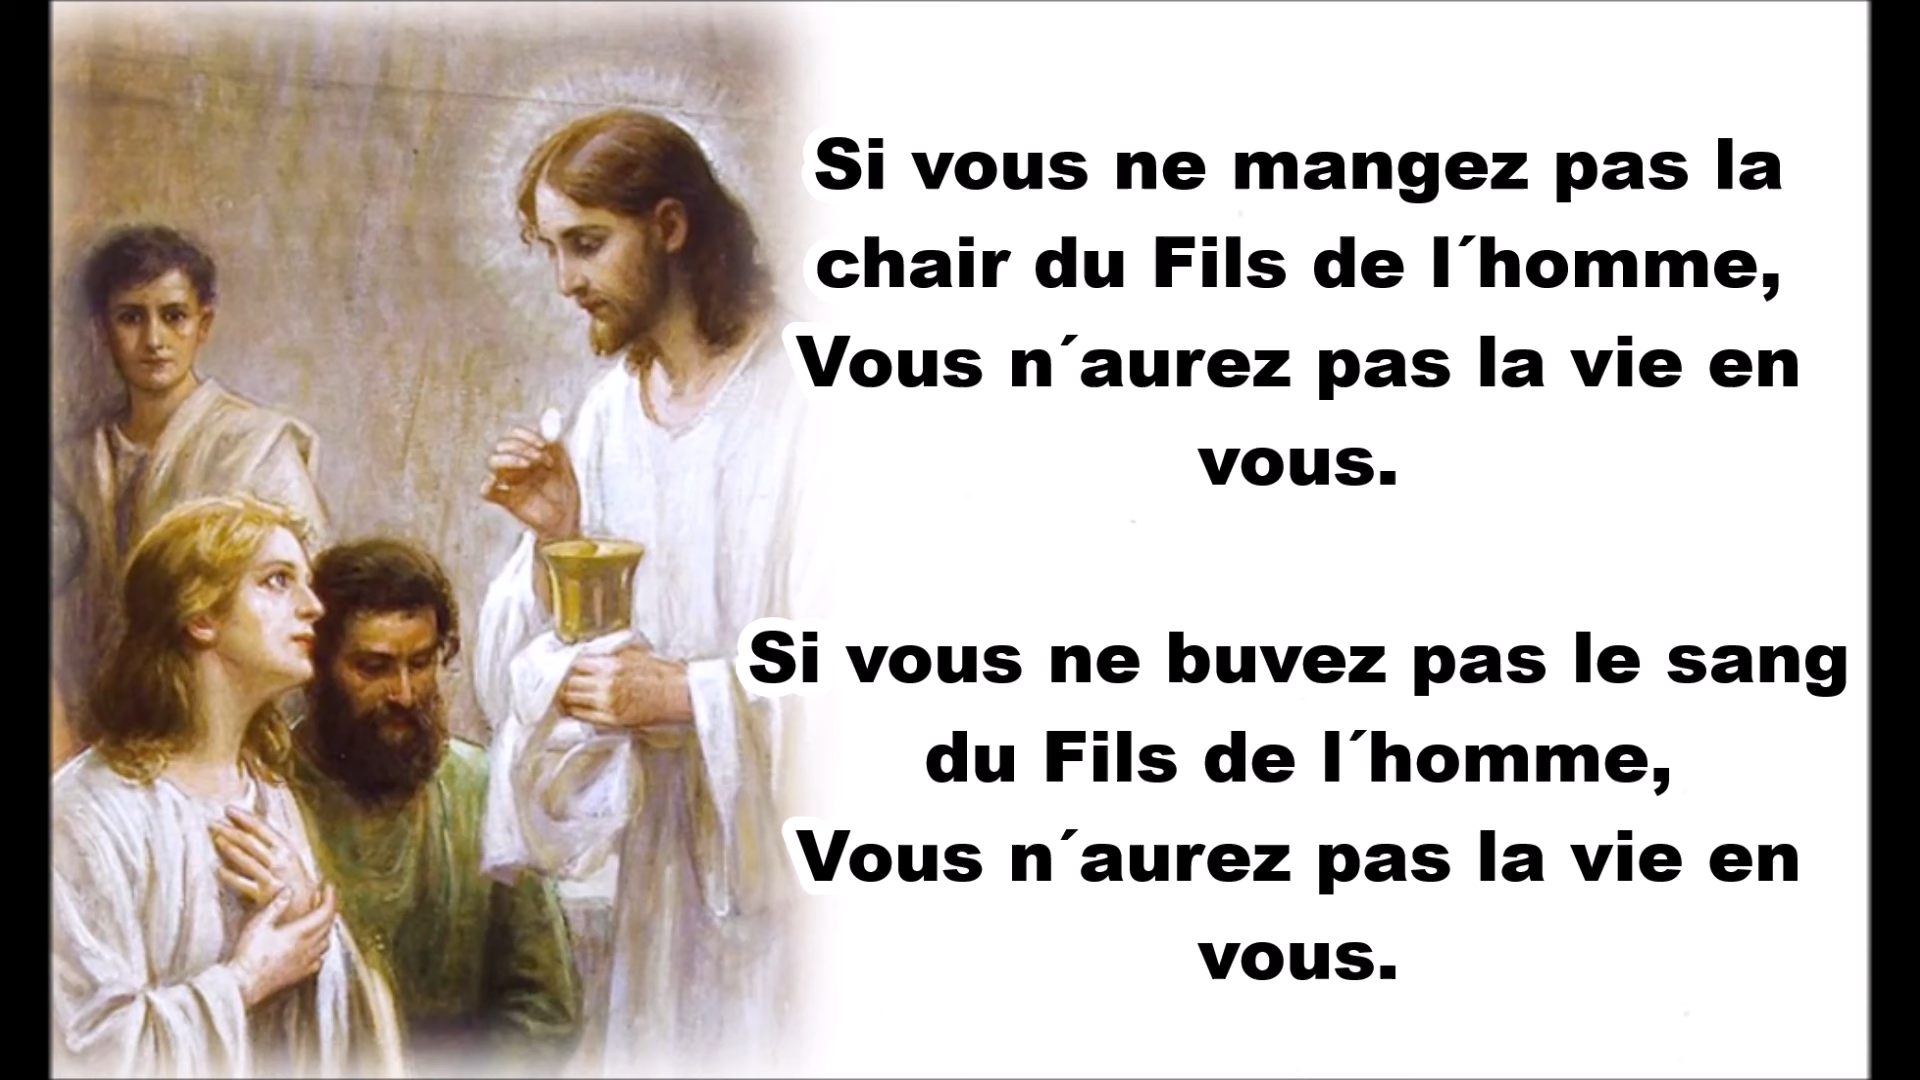 Si vous ne mangez pas la
chair du Fils de l´homme,
Vous n´aurez pas la vie en
vous.
Si vous ne buvez pas le sang
du Fils de l´homme,
Vous n´aurez pas la vie en
vous.